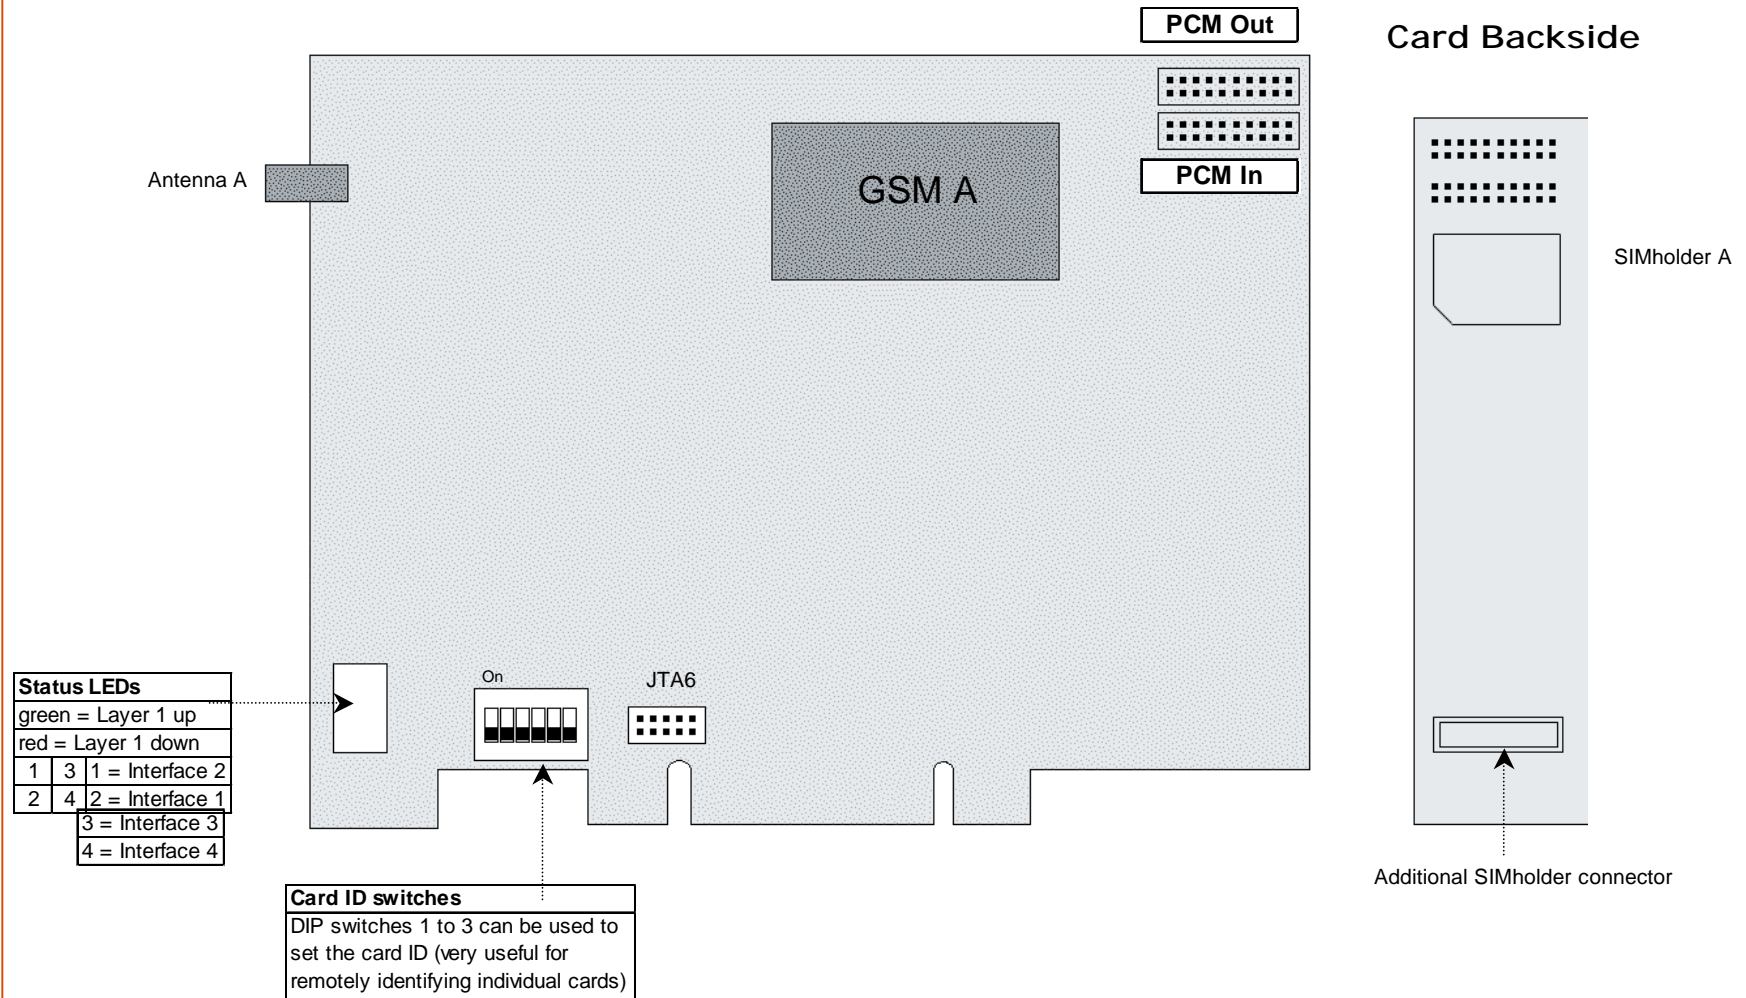 PCM Out
Card Backside
Antenna A
GSM A
PCM In
SIMholder A
Status LEDs
green = Layer 1 up
red = Layer 1 down
1 3 1 = Interface 2
2 4 2 = Interface 1
3 = Interface 3
4 = Interface 4
On
JTA6
Additional SIMholder connector
Card ID switches
DIP switches 1 to 3 can be used to
set the card ID (very useful for
remotely identifying individual cards)